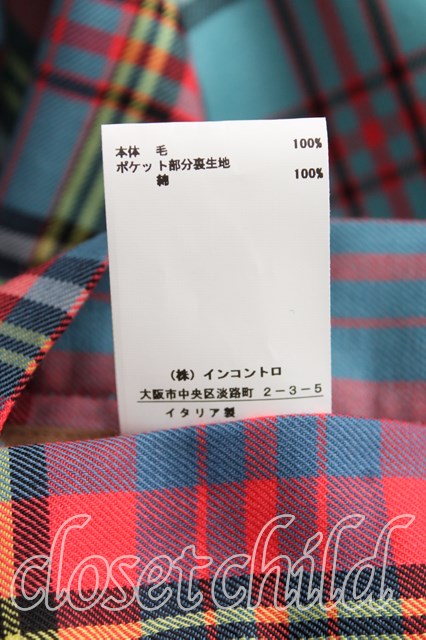 本体 毛 100%
ポケット部分裏生地
綿 100%
(株) インコントロ
大阪市中央区淡路町 2-3-5
イタリア製
closet child